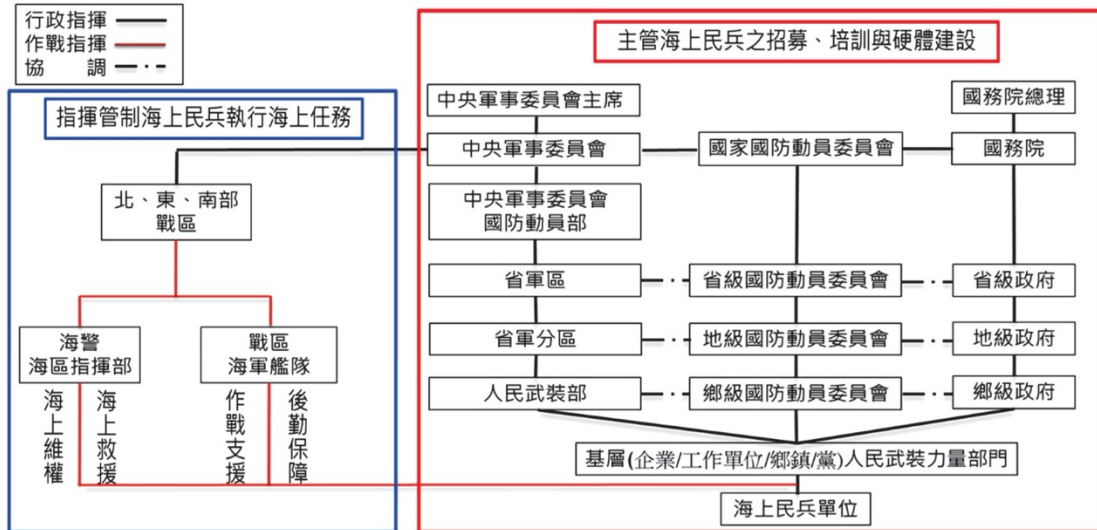 行政指揮
作戰指揮
協調
指揮管制海上民兵執行海上任務
北、東、南部
戰區
海警
海區指揮部
戰區
海軍艦隊
海上維權
海上救援
作戰支援
後勤保障
主管海上民兵之招募、培訓與硬體建設
中央軍事委員會主席
國務院總理
中央軍事委員會
國家國防動員委員會
國務院
中央軍事委員會
國防動員部
省軍區
省級國防動員委員會
省級政府
省軍分區
地級國防動員委員會
地級政府
人民武裝部
鄉級國防動員委員會
鄉級政府
基層(企業/工作單位/鄉鎮/黨)人民武裝力量部門
海上民兵單位